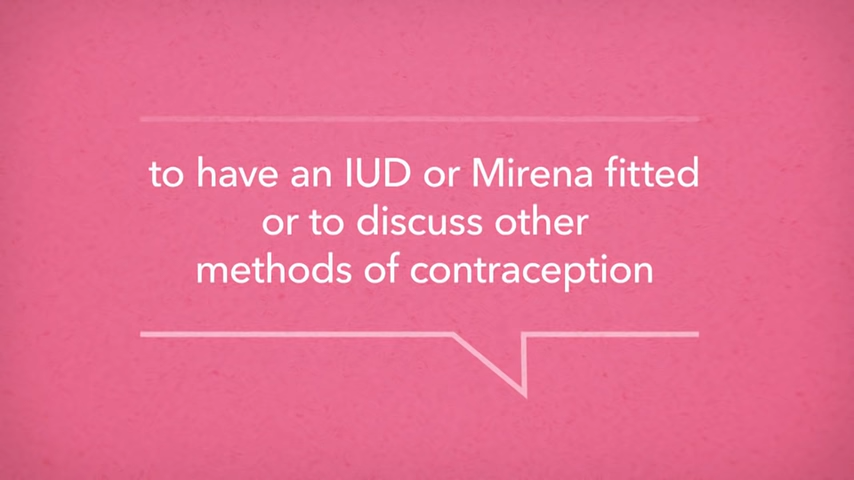 to have an IUD or Mirena fitted
or to discuss other
methods of contraception